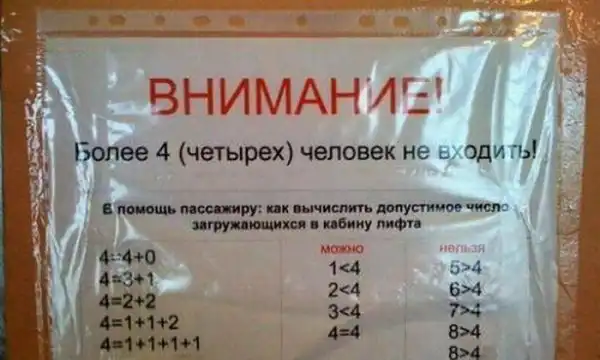 ВНИМАНИЕ!
Более 4 (четырех) человек не входить!
В помощь пассажиру: как вычислить допустимое число
загружающихся в кабину лифта
можно нельзя
4=4+0 1<4 5>4
4=3+1 2<4 6>4
4=2+2 3<4 7>4
4=1+1+2 4=4 8>4
4=1+1+1+1 8>4